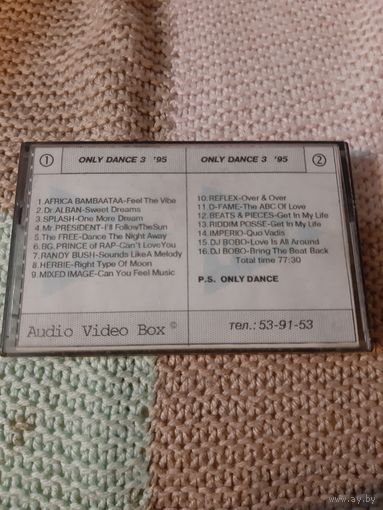 ① ONLY DANCE 3 '95
1.AFRICA BAMBAATAA-Feel The Vibe
2.Dr.ALBAN-Sweet Dreams
3.SPLASH-One More Dream
4.Mr.PRESIDENT-I'll FollowTheSun
5.The FREE-Dance The Night Away
6.BG.PRINCE of RAP-Can't LoveYou
7.RANDY BUSH-Sounds LikeA Melody
8.HERBIE-Right Type Of Moon
9.MIXED IMAGE-Can You Feel Music
Audio Video Box ©
ONLY DANCE 3 '95 ②
10.REFLEX-Over & Over
11.D-FAME-The ABC Of Love
12.BEATS & PIECES-Get In My Life
13.RIDDIM POSSE-Get In My Life
14.IMPERIO-Quo Vadis
15.DJ BOBO-Love Is All Around
16.DJ BOBO-Bring The Beat Back
Total time 77:30
P.S. ONLY DANCE
тел.: 53-91-53
ay.by